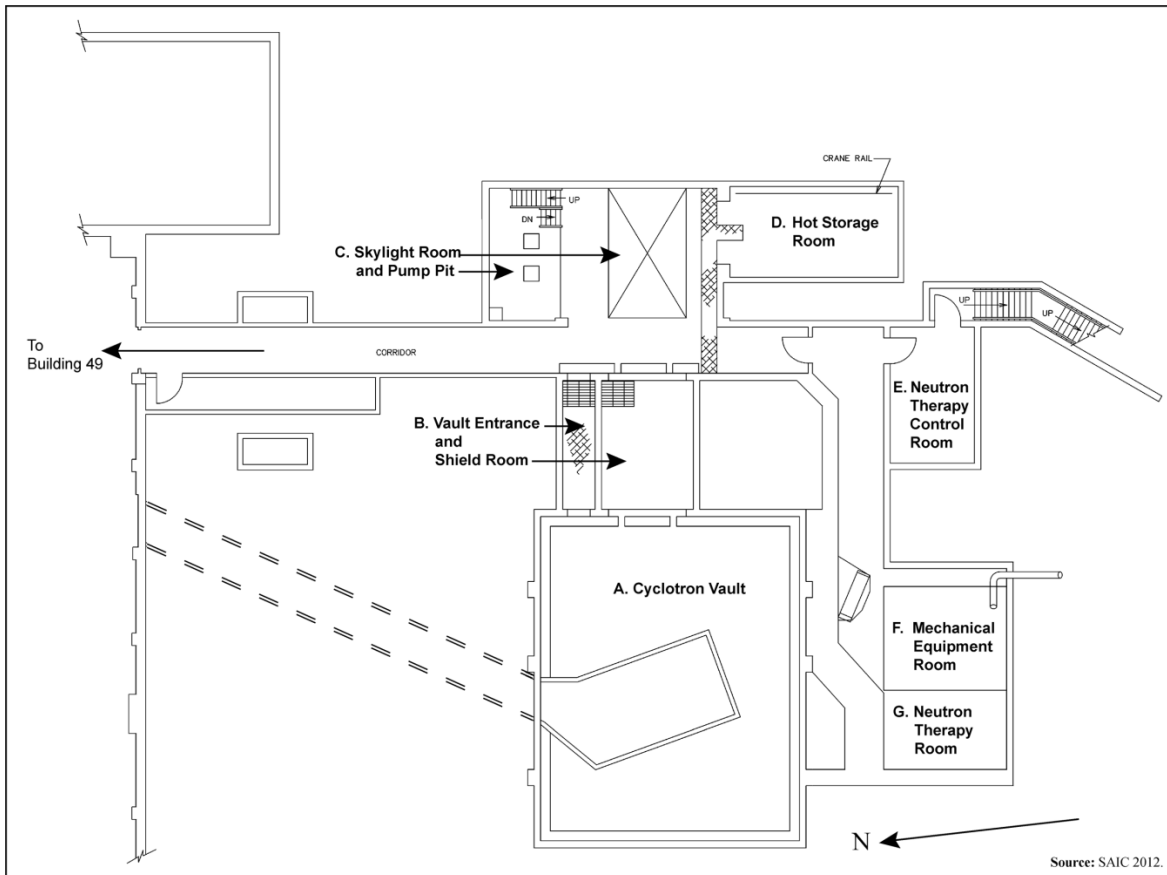 CRANE RAIL
UP
DN
D. Hot Storage
Room
C. Skylight Room
and Pump Pit
UP
UP
To
Building 49
CORRIDOR
E. Neutron
Therapy
Control
Room
B. Vault Entrance
and
Shield Room
A. Cyclotron Vault
F. Mechanical
Equipment
Room
G. Neutron
Therapy
Room
N
Source: SAIC 2012.